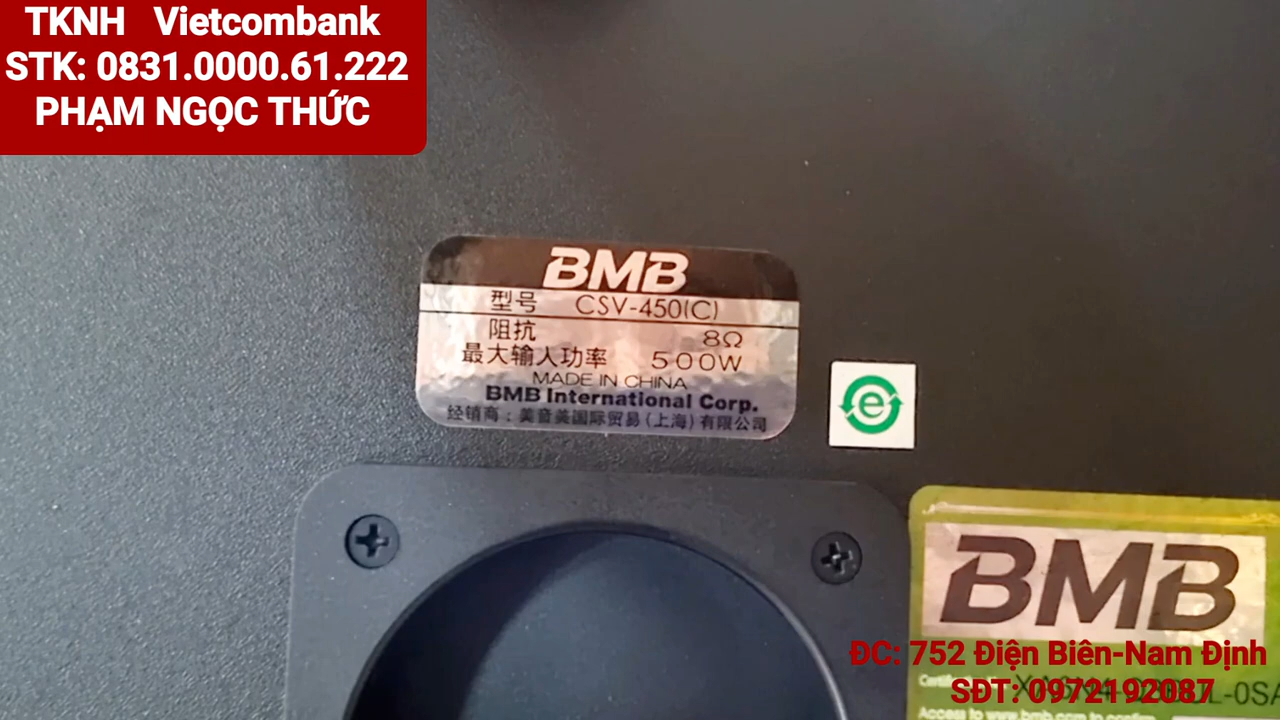 TKNH Vietcombank
STK: 0831.0000.61.222
PHẠM NGỌC THỨC
BMB
型号 CSV-450(C)
阻抗 8Ω
最大输入功率 500W
MADE IN CHINA
BMB International Corp.
经销商：美音美国际贸易(上海)有限公司
e
BMB
ĐC: 752 Điện Biên-Nam Định
SĐT: 0972192087